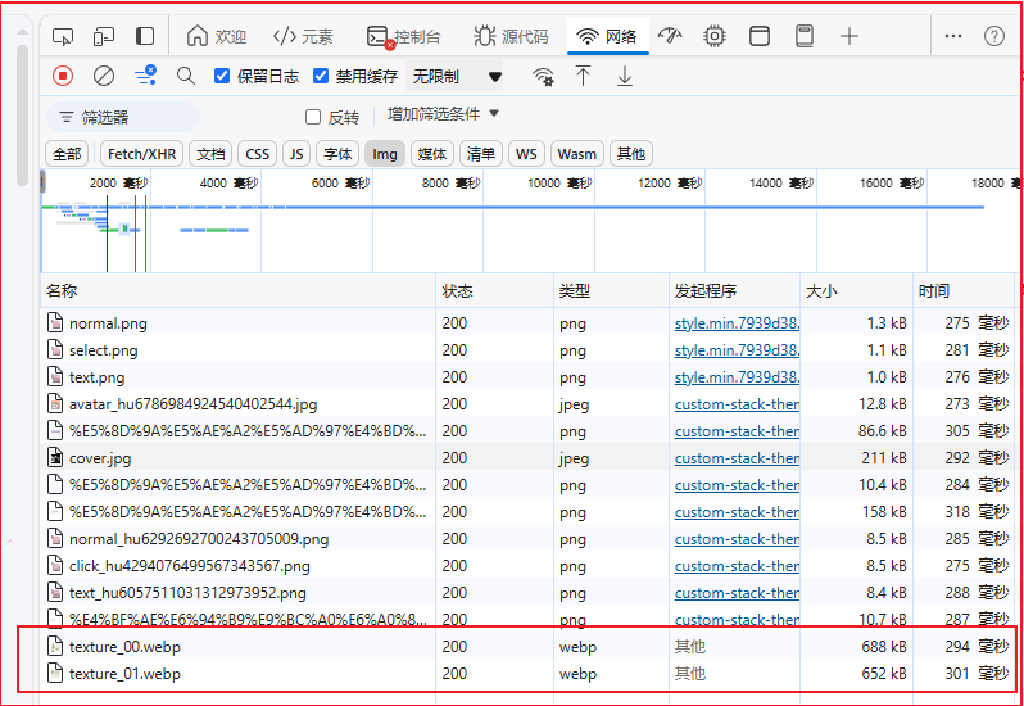 欢迎 </> 元素 控制台 源代码 网络
保留日志 禁用缓存 无限制
筛选器 反转 增加筛选条件
全部 Fetch/XHR 文档 CSS JS 字体 Img 媒体 清单 WS Wasm 其他
2000 毫秒 4000 毫秒 6000 毫秒 8000 毫秒 10000 毫秒 12000 毫秒 14000 毫秒 16000 毫秒 18000 毫
名称 状态 类型 发起程序 大小 时间
normal.png 200 png style.min.7939d38. 1.3 kB 275 毫秒
select.png 200 png style.min.7939d38. 1.1 kB 281 毫秒
text.png 200 png style.min.7939d38. 1.0 kB 276 毫秒
avatar_hu6786984924540402544.jpg 200 jpeg custom-stack-ther 12.8 kB 273 毫秒
%E5%8D%9A%E5%AE%A2%E5%AD%97%E4%BD%... 200 png custom-stack-ther 86.6 kB 305 毫秒
cover.jpg 200 jpeg custom-stack-ther 211 kB 292 毫秒
%E5%8D%9A%E5%AE%A2%E5%AD%97%E4%BD%... 200 png custom-stack-ther 10.4 kB 284 毫秒
%E5%8D%9A%E5%AE%A2%E5%AD%97%E4%BD%... 200 png custom-stack-ther 158 kB 318 毫秒
normal_hu6292692700243705009.png 200 png custom-stack-ther 8.5 kB 285 毫秒
click_hu4294076499567343567.png 200 png custom-stack-ther 8.5 kB 275 毫秒
text_hu6057511031312973952.png 200 png custom-stack-ther 8.4 kB 288 毫秒
%E4%BF%AE%E6%94%B9%E9%BC%A0%E6%A0%8... 200 png custom-stack-ther 10.7 kB 287 毫秒
texture_00.webp 200 webp 其他 688 kB 294 毫秒
texture_01.webp 200 webp 其他 652 kB 301 毫秒